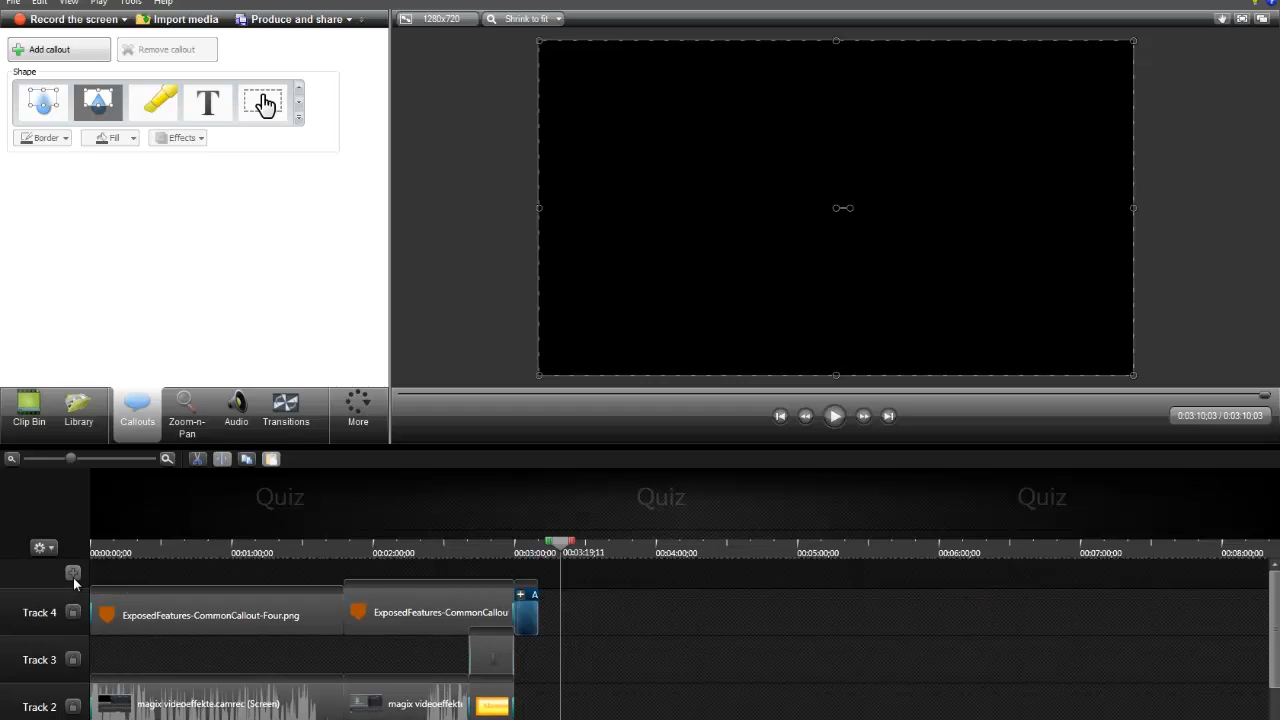 File Edit View Play Tools Help
Record the screen Import media Produce and share
1280x720 Shrink to fit
Add callout Remove callout
Shape
T
Border Fill Effects
Clip Bin Library Callouts Zoom-n-Pan Audio Transitions More
0:03:10;03 / 0:03:10;03
Quiz Quiz Quiz
00:00:00;00 00:01:00;00 00:02:00;00 00:03:00;00 00:03:19;11 00:04:00;00 00:05:00;00 00:06:00;00 00:07:00;00 00:08:00;00
Track 4 ExposedFeatures-CommonCallout-Four.png ExposedFeatures-CommonCallou A
Track 3
Track 2 magix videoeffekte.camrec (Screen) magix videoeffekt